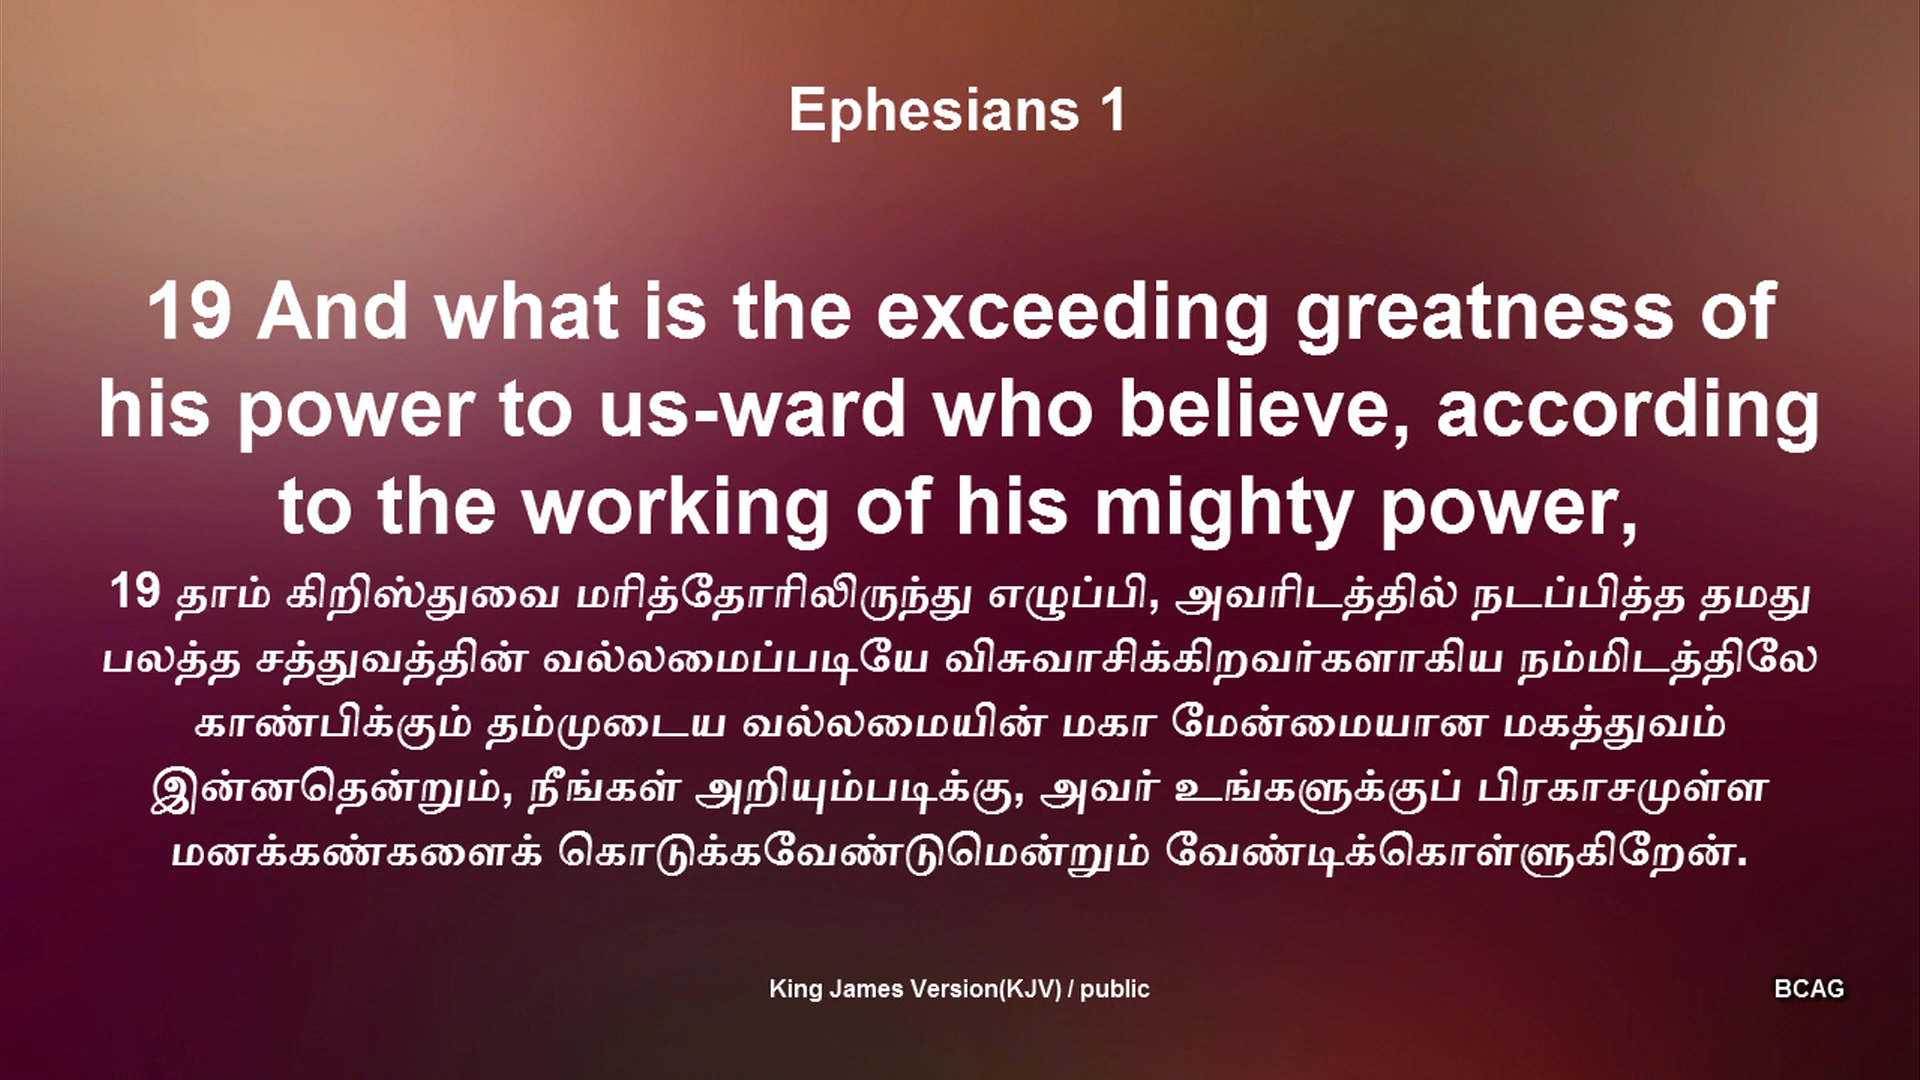 Ephesians 1
19 And what is the exceeding greatness of
his power to us-ward who believe, according
to the working of his mighty power,
19 தாம் கிறிஸ்துவை மரித்தோரிலிருந்து எழுப்பி, அவரிடத்தில் நடப்பித்த தமது
பலத்த சத்துவத்தின் வல்லமைப்படியே விசுவாசிக்கிறவர்களாகிய நம்மிடத்திலே
காண்பிக்கும் தம்முடைய வல்லமையின் மகா மேன்மையான மகத்துவம்
இன்னதென்றும், நீங்கள் அறியும்படிக்கு, அவர் உங்களுக்குப் பிரகாசமுள்ள
மனக்கண்களைக் கொடுக்கவேண்டுமென்றும் வேண்டிக்கொள்ளுகிறேன்.
King James Version(KJV) / public
BCAG